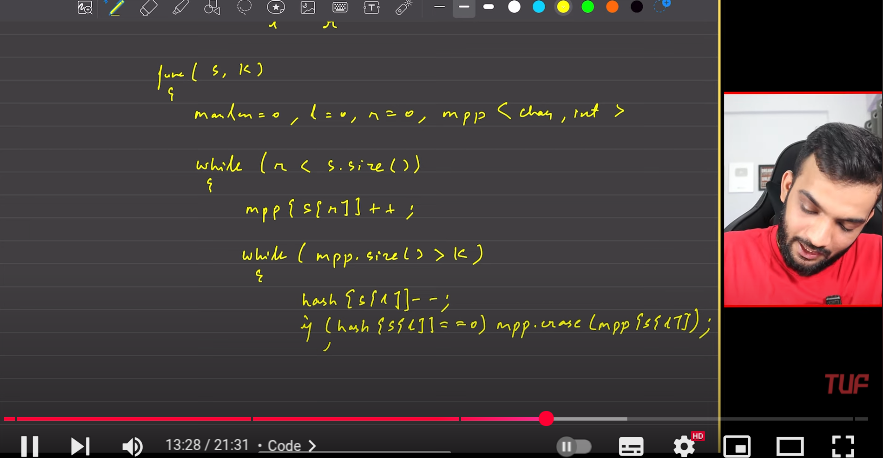 l r
func( s, k)
{
maxlen = 0, l = 0, r = 0, mpp < char, int >
while (r < s.size())
{
mpp[s[r]]++;
while ( mpp.size() > k)
{
hash[s[l]]--;
if (hash[s[l]] == 0) mpp.erase(mpp[s[l]]);
TUF
13:28 / 21:31 • Code >
HD